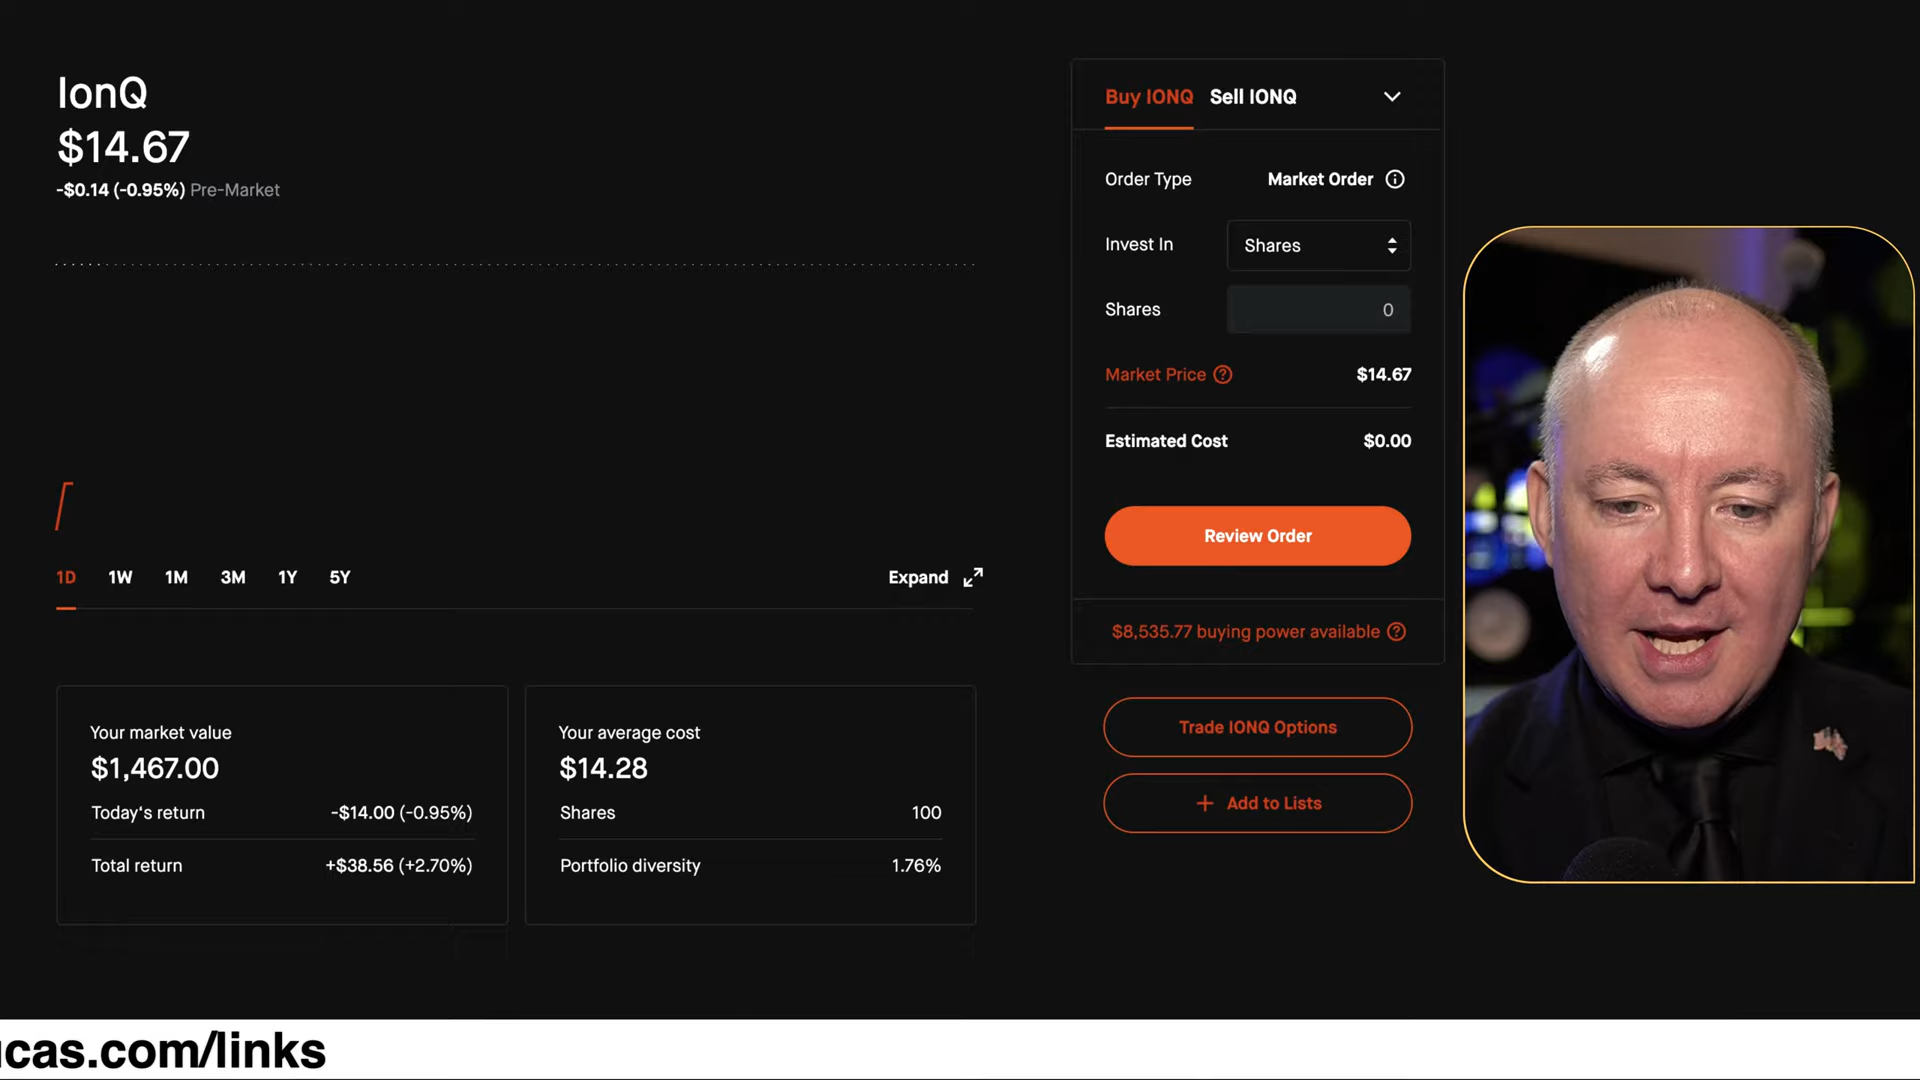 IonQ
$14.67
-$0.14 (-0.95%) Pre-Market
1D 1W 1M 3M 1Y 5Y
Expand
Your market value
$1,467.00
Today's return -$14.00 (-0.95%)
Total return +$38.56 (+2.70%)
Your average cost
$14.28
Shares 100
Portfolio diversity 1.76%
Buy IONQ Sell IONQ
Order Type Market Order
Invest In Shares
Shares 0
Market Price $14.67
Estimated Cost $0.00
Review Order
$8,535.77 buying power available
Trade IONQ Options
+ Add to Lists
cas.com/links